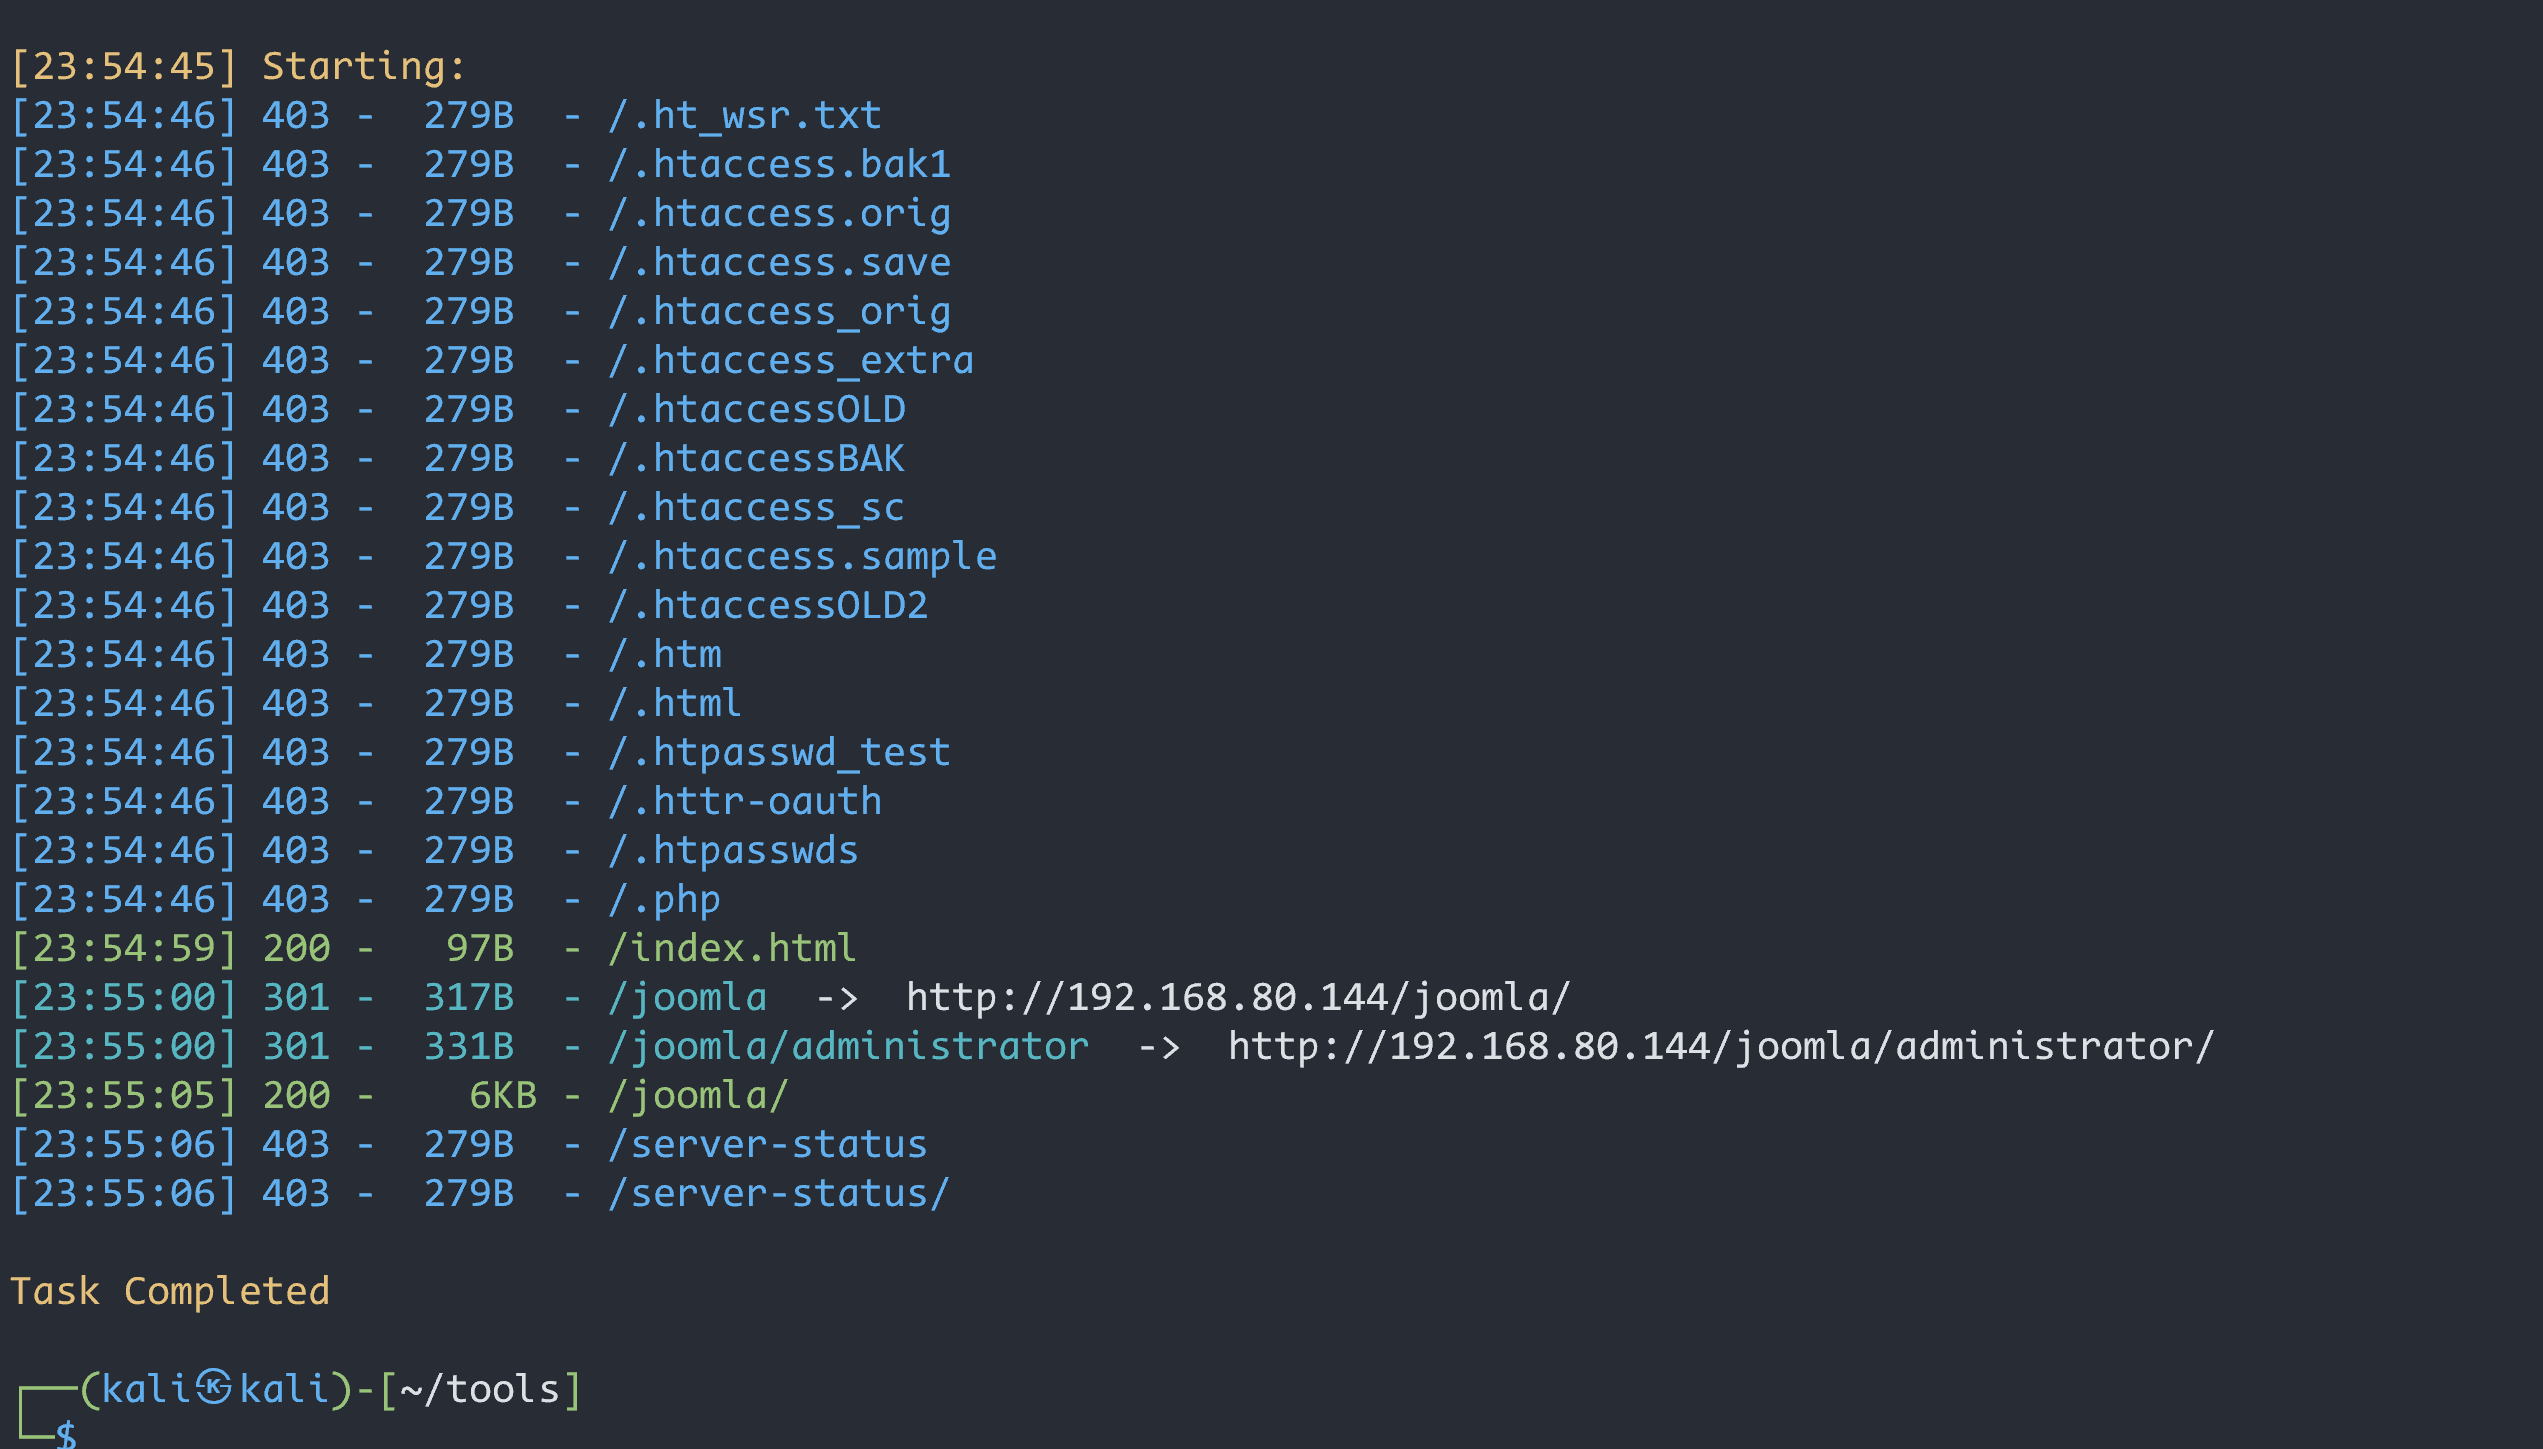 [23:54:45] Starting:
[23:54:46] 403 -  279B  - /.ht_wsr.txt
[23:54:46] 403 -  279B  - /.htaccess.bak1
[23:54:46] 403 -  279B  - /.htaccess.orig
[23:54:46] 403 -  279B  - /.htaccess.save
[23:54:46] 403 -  279B  - /.htaccess_orig
[23:54:46] 403 -  279B  - /.htaccess_extra
[23:54:46] 403 -  279B  - /.htaccessOLD
[23:54:46] 403 -  279B  - /.htaccessBAK
[23:54:46] 403 -  279B  - /.htaccess_sc
[23:54:46] 403 -  279B  - /.htaccess.sample
[23:54:46] 403 -  279B  - /.htaccessOLD2
[23:54:46] 403 -  279B  - /.htm
[23:54:46] 403 -  279B  - /.html
[23:54:46] 403 -  279B  - /.htpasswd_test
[23:54:46] 403 -  279B  - /.httr-oauth
[23:54:46] 403 -  279B  - /.htpasswds
[23:54:46] 403 -  279B  - /.php
[23:54:59] 200 -   97B  - /index.html
[23:55:00] 301 -  317B  - /joomla  ->  http://192.168.80.144/joomla/
[23:55:00] 301 -  331B  - /joomla/administrator  ->  http://192.168.80.144/joomla/administrator/
[23:55:05] 200 -    6KB - /joomla/
[23:55:06] 403 -  279B  - /server-status
[23:55:06] 403 -  279B  - /server-status/
Task Completed
┌──(kali㉿kali)-[~/tools]
└─$